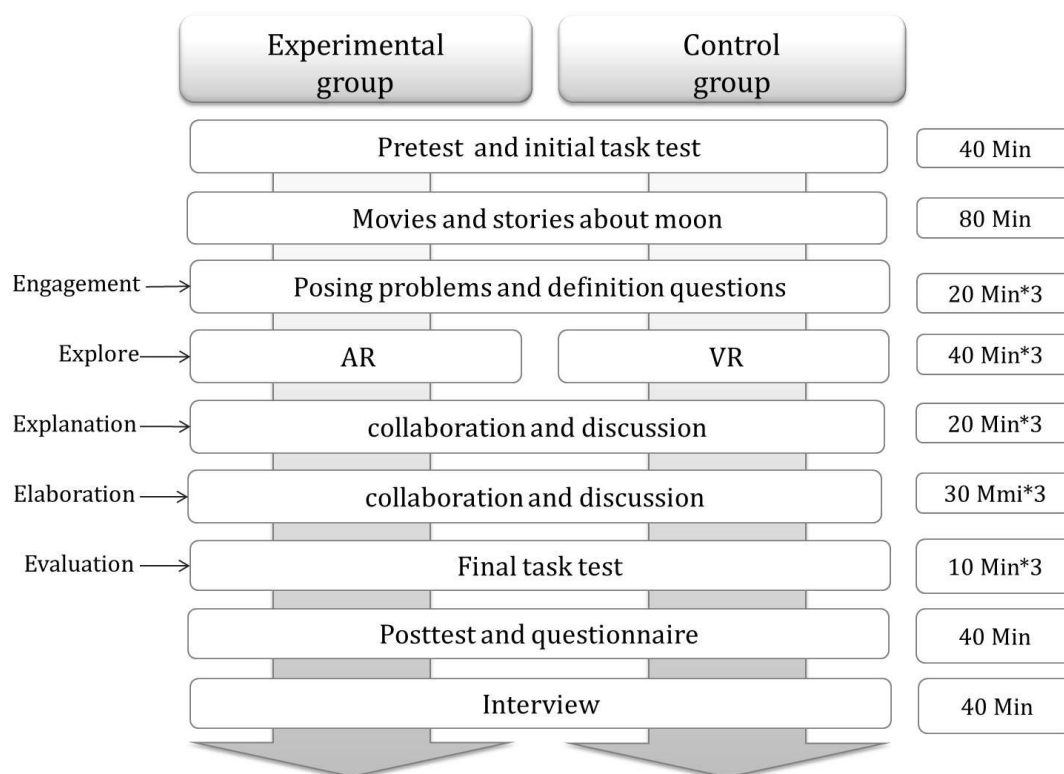 Experimental
group
Control
group
Pretest and initial task test
40 Min
Movies and stories about moon
80 Min
Engagement
Posing problems and definition questions
20 Min*3
Explore
AR
VR
40 Min*3
Explanation
collaboration and discussion
20 Min*3
Elaboration
collaboration and discussion
30 Mmi*3
Evaluation
Final task test
10 Min*3
Posttest and questionnaire
40 Min
Interview
40 Min